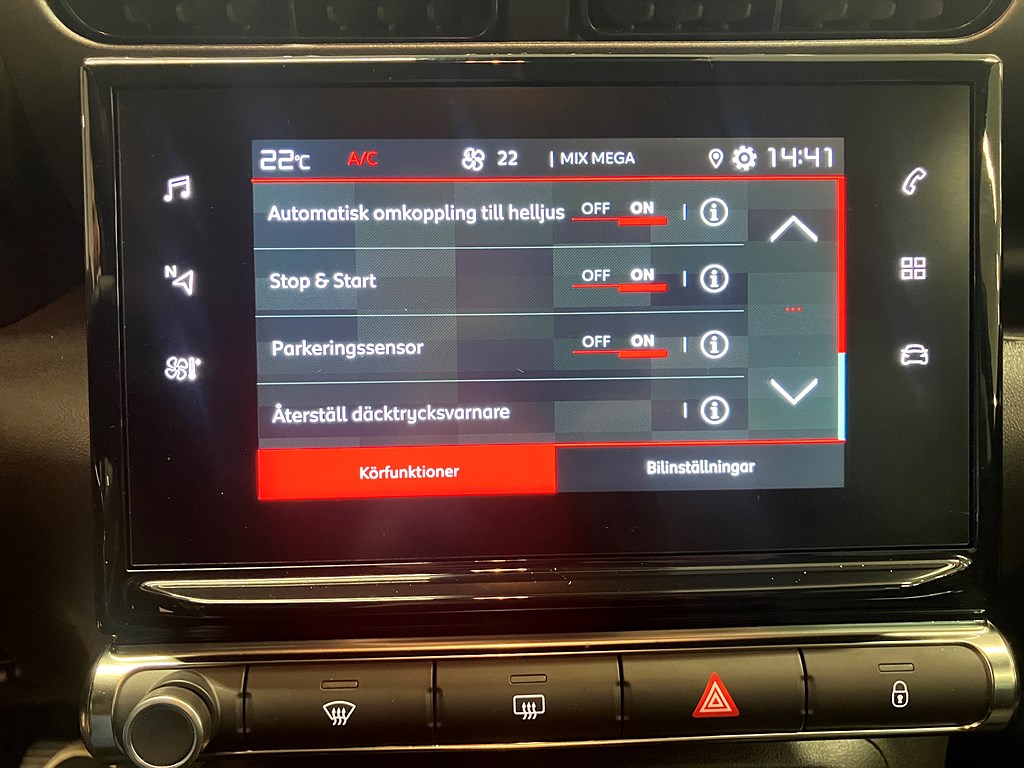 22°C A/C 22 | MIX MEGA 14:41
Automatisk omkoppling till helljus OFF ON
Stop & Start OFF ON
Parkeringssensor OFF ON
Återställ däcktrycksvarnare
Körfunktioner Bilinställningar
N